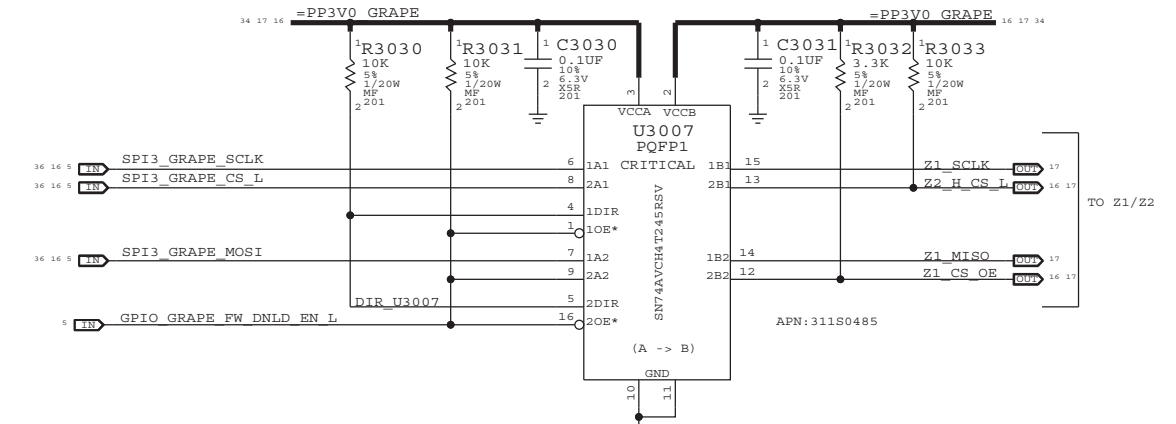 34 17 16
=PP3V0 GRAPE
=PP3V0 GRAPE
16 17 34
1
R3030
10K
5%
1/20W
MF
201
2
1
R3031
10K
5%
1/20W
MF
201
2
1
C3030
0.1UF
10%
6.3V
X5R
201
2
1
C3031
0.1UF
10%
6.3V
X5R
201
2
1
R3032
3.3K
5%
1/20W
MF
201
2
1
R3033
10K
5%
1/20W
MF
201
2
3
2
VCCA
VCCB
U3007
PQFP1
CRITICAL
SN74AVCH4T245RSV
(A -> B)
GND
10
11
36 16 5
IN
SPI3_GRAPE_SCLK
6
1A1
36 16 5
IN
SPI3_GRAPE_CS_L
8
2A1
4
1DIR
1
1OE*
36 16 5
IN
SPI3_GRAPE_MOSI
7
1A2
9
2A2
DIR_U3007
5
2DIR
5
IN
GPIO_GRAPE_FW_DNLD_EN_L
16
2OE*
1B1
15
Z1_SCLK
OUT
17
2B1
13
Z2_H_CS_L
OUT
16 17
1B2
14
Z1_MISO
OUT
17
2B2
12
Z1_CS_OE
OUT
16 17
TO Z1/Z2
APN:311S0485